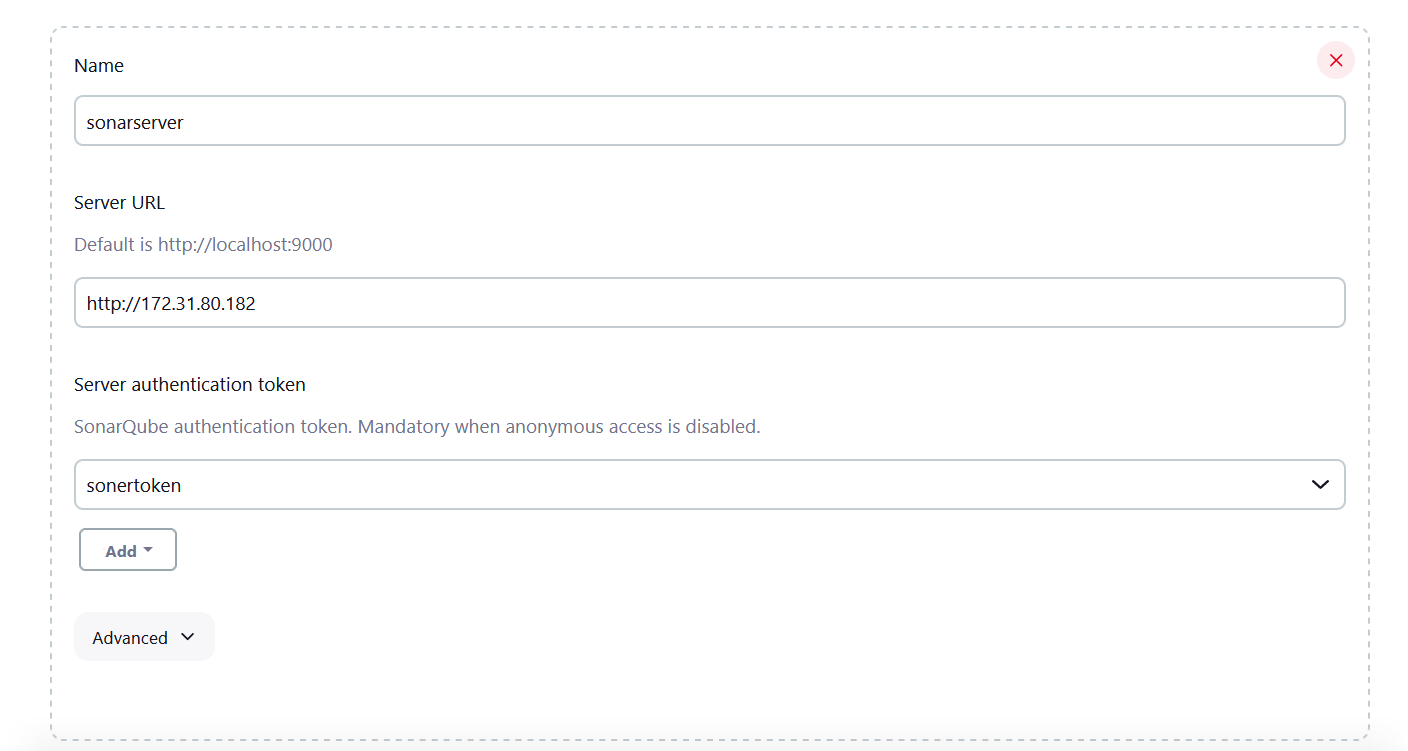 Name
sonarserver
Server URL
Default is http://localhost:9000
http://172.31.80.182
Server authentication token
SonarQube authentication token. Mandatory when anonymous access is disabled.
sonertoken
Add
Advanced